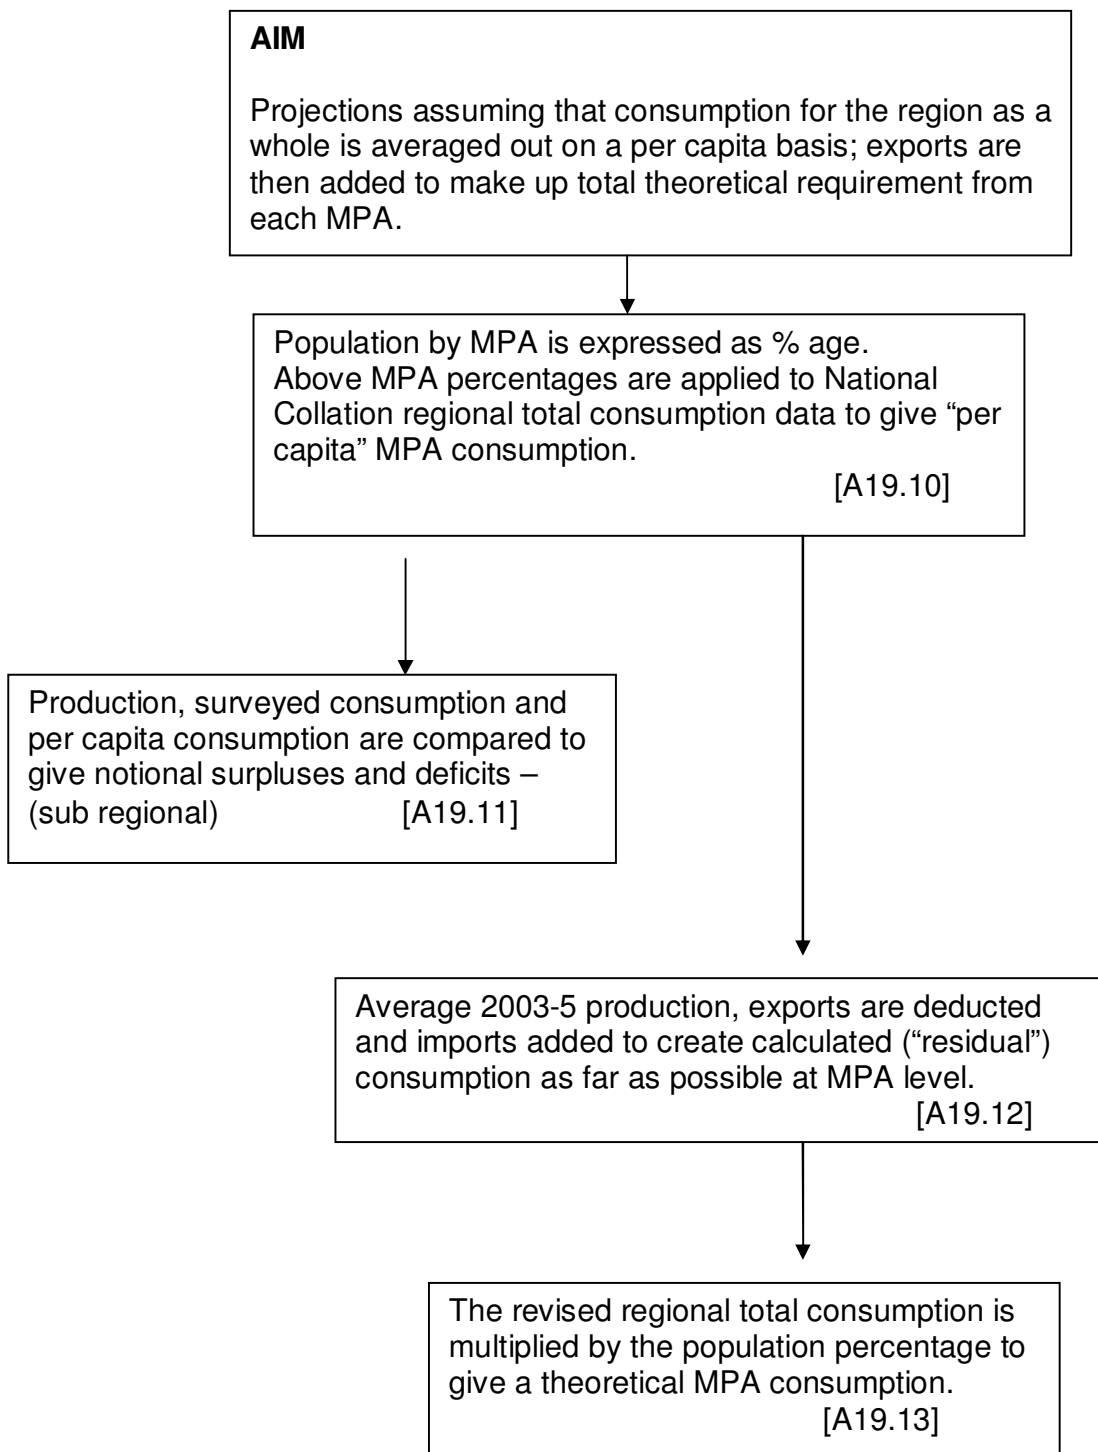 AIM
Projections assuming that consumption for the region as a
whole is averaged out on a per capita basis; exports are
then added to make up total theoretical requirement from
each MPA.
Population by MPA is expressed as % age.
Above MPA percentages are applied to National
Collation regional total consumption data to give “per
capita” MPA consumption.
[A19.10]
Production, surveyed consumption and
per capita consumption are compared to
give notional surpluses and deficits –
(sub regional) [A19.11]
Average 2003-5 production, exports are deducted
and imports added to create calculated (“residual”)
consumption as far as possible at MPA level.
[A19.12]
The revised regional total consumption is
multiplied by the population percentage to
give a theoretical MPA consumption.
[A19.13]